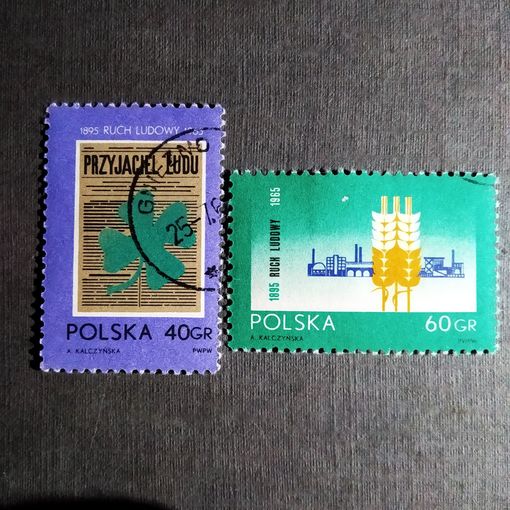 1895 RUCH LUDOWY 1965
PRZYJACIEL LUDU
POLSKA 40GR
A. KALCZYŃSKA PWPW
1895 RUCH LUDOWY 1965
POLSKA 60GR
A. KALCZYŃSKA